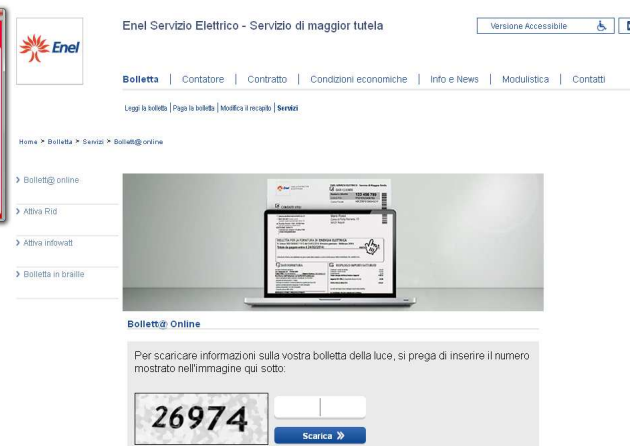 Enel
Enel Servizio Elettrico - Servizio di maggior tutela
Versione Accessibile
Bolletta | Contatore | Contratto | Condizioni economiche | Info e News | Modulistica | Contatti
Leggi la bolletta | Paga la bolletta | Modifica il recapito | Servizi
Home > Bolletta > Servizi > Bollett@ online
> Bollett@ online
> Attiva Rid
> Attiva infowatt
> Bolletta in braille
Bollett@ Online
Per scaricare informazioni sulla vostra bolletta della luce, si prega di inserire il numero
mostrato nell'immagine qui sotto:
26974
Scarica »